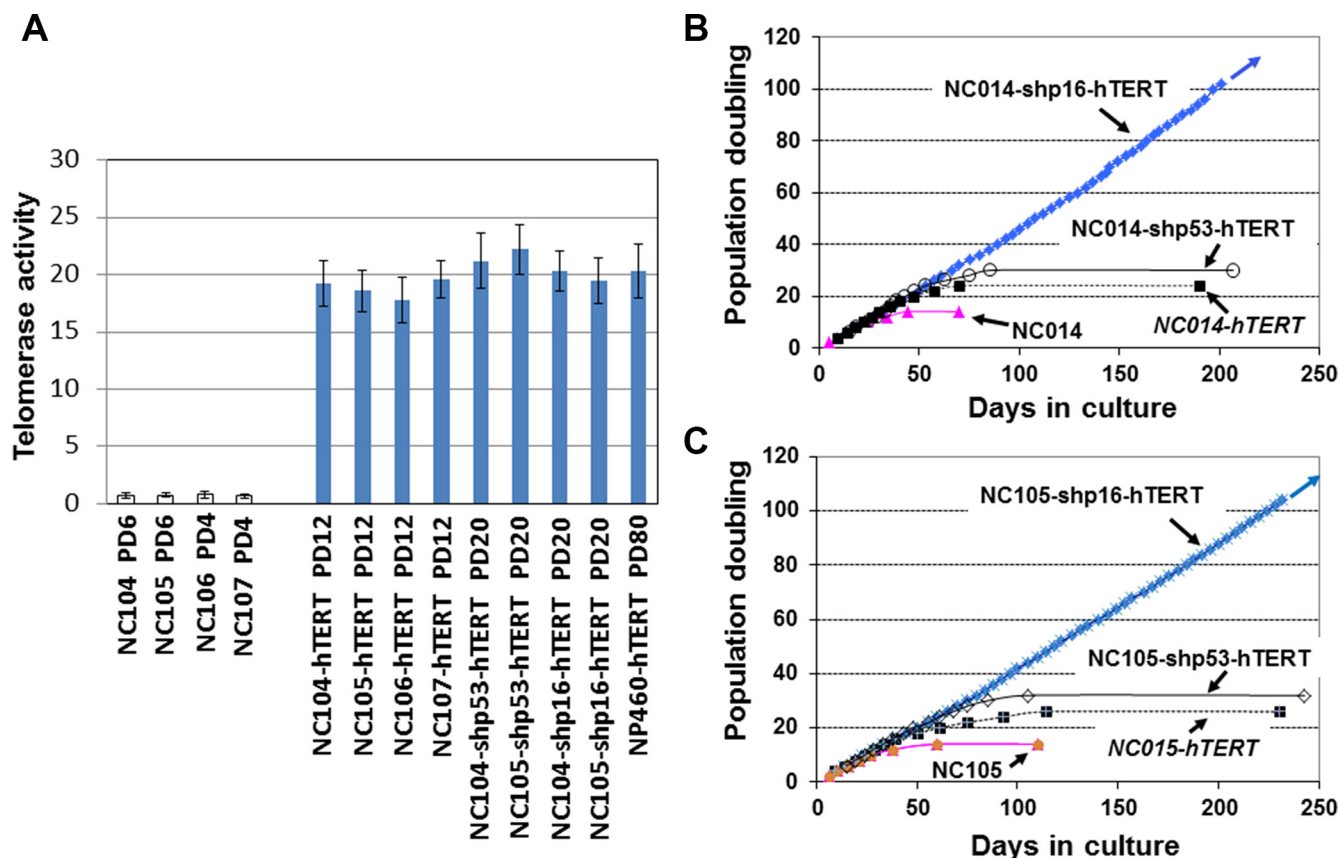 A
Telomerase activity
30
25
20
15
10
5
0
NC104 PD6
NC105 PD6
NC106 PD4
NC107 PD4
NC104-hTERT PD12
NC105-hTERT PD12
NC106-hTERT PD12
NC107-hTERT PD12
NC104-shp53-hTERT PD20
NC105-shp53-hTERT PD20
NC104-shp16-hTERT PD20
NC105-shp16-hTERT PD20
NP460-hTERT PD80
B
Population doubling
120
100
80
60
40
20
0
NC014-shp16-hTERT
NC014-shp53-hTERT
NC014-hTERT
NC014
0 50 100 150 200 250
Days in culture
C
Population doubling
120
100
80
60
40
20
0
NC105-shp16-hTERT
NC105-shp53-hTERT
NC015-hTERT
NC105
0 50 100 150 200 250
Days in culture